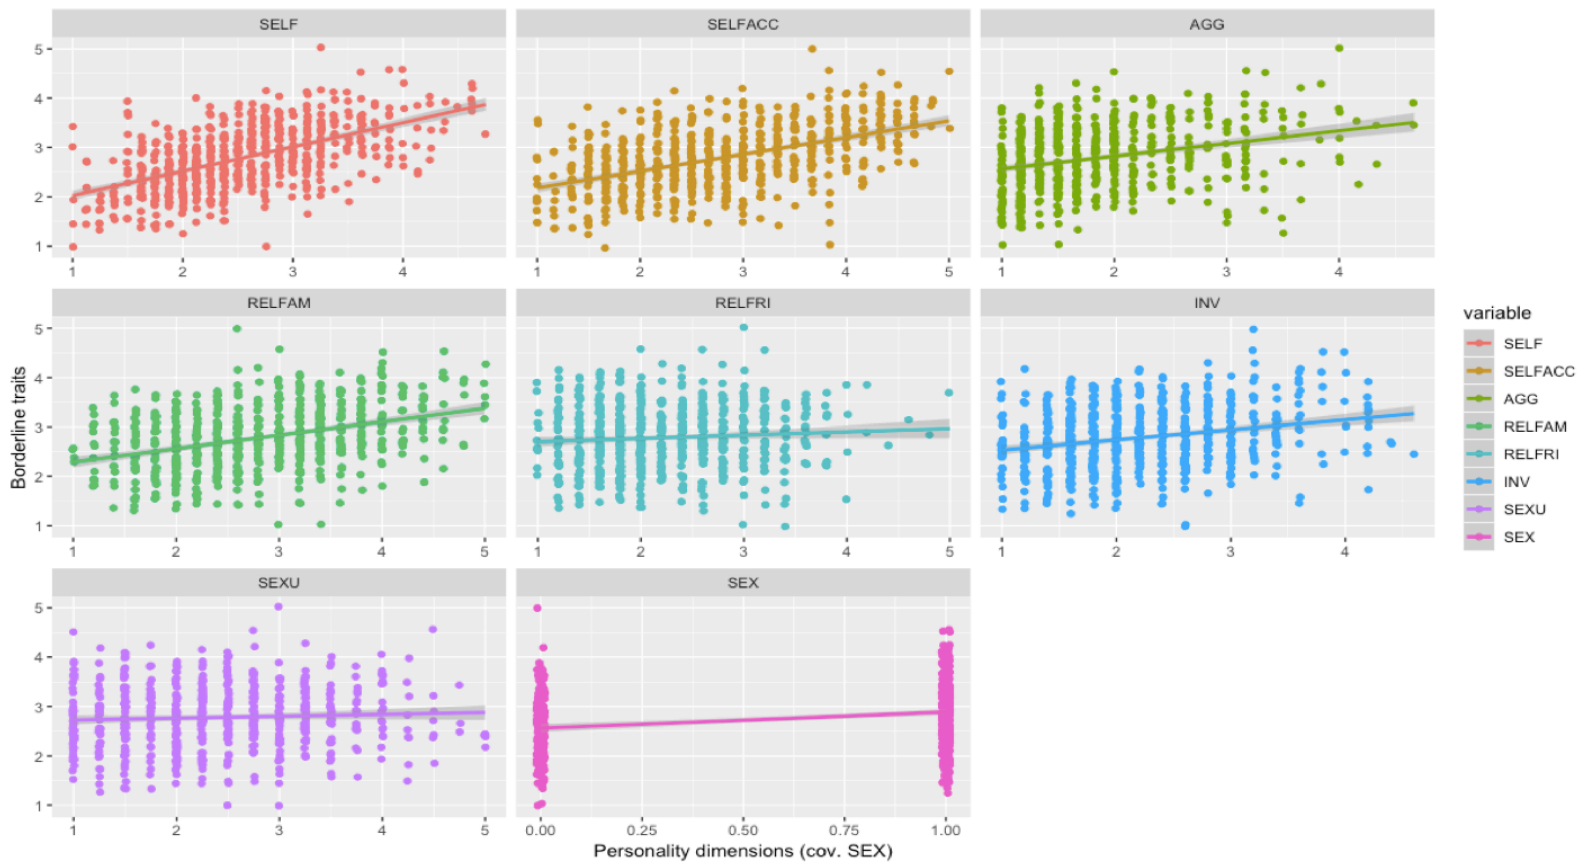 SELF SELFACC AGG
5
4
3
2
1
1 2 3 4 1 2 3 4 5 1 2 3 4
RELFAM RELFRI INV
5
4
3
2
1
1 2 3 4 5 1 2 3 4 5 1 2 3 4
SEXU SEX
5
4
3
2
1
1 2 3 4 5 0.00 0.25 0.50 0.75 1.00
Borderline traits
Personality dimensions (cov. SEX)
variable
SELF
SELFACC
AGG
RELFAM
RELFRI
INV
SEXU
SEX